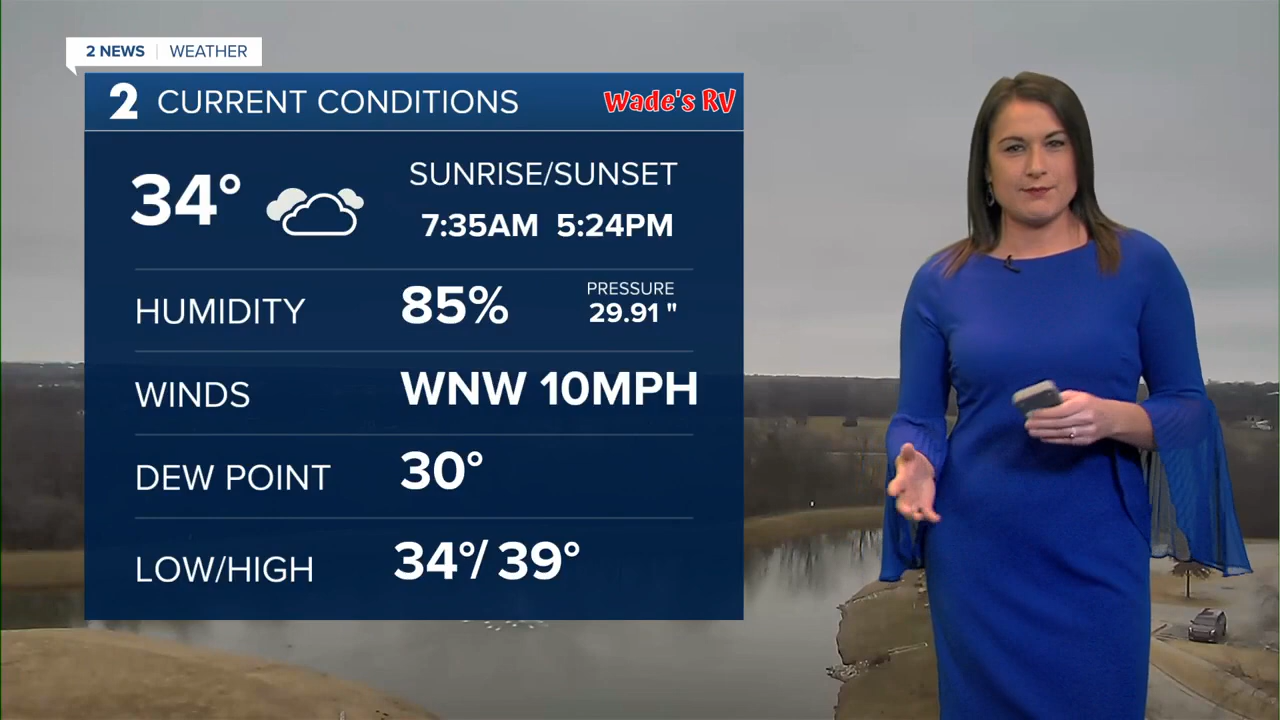 2 NEWS | WEATHER
2 CURRENT CONDITIONS Wade's RV
34°
SUNRISE/SUNSET
7:35AM 5:24PM
HUMIDITY 85%
PRESSURE
29.91 "
WINDS WNW 10MPH
DEW POINT 30°
LOW/HIGH 34°/ 39°